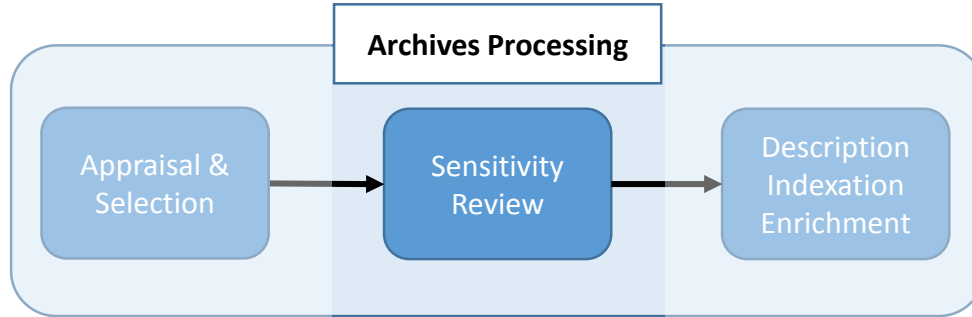 Archives Processing
Appraisal &
Selection
Sensitivity
Review
Description
Indexation
Enrichment